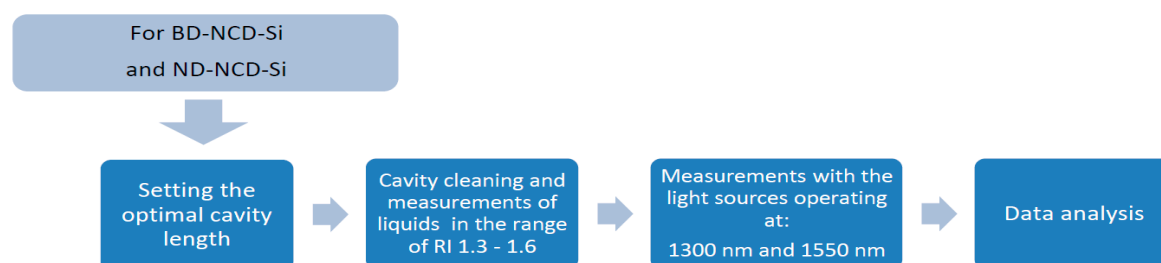 For BD-NCD-Si
and ND-NCD-Si
Setting the
optimal cavity
length
Cavity cleaning and
measurements of
liquids in the range
of RI 1.3 - 1.6
Measurements with the
light sources operating
at:
1300 nm and 1550 nm
Data analysis